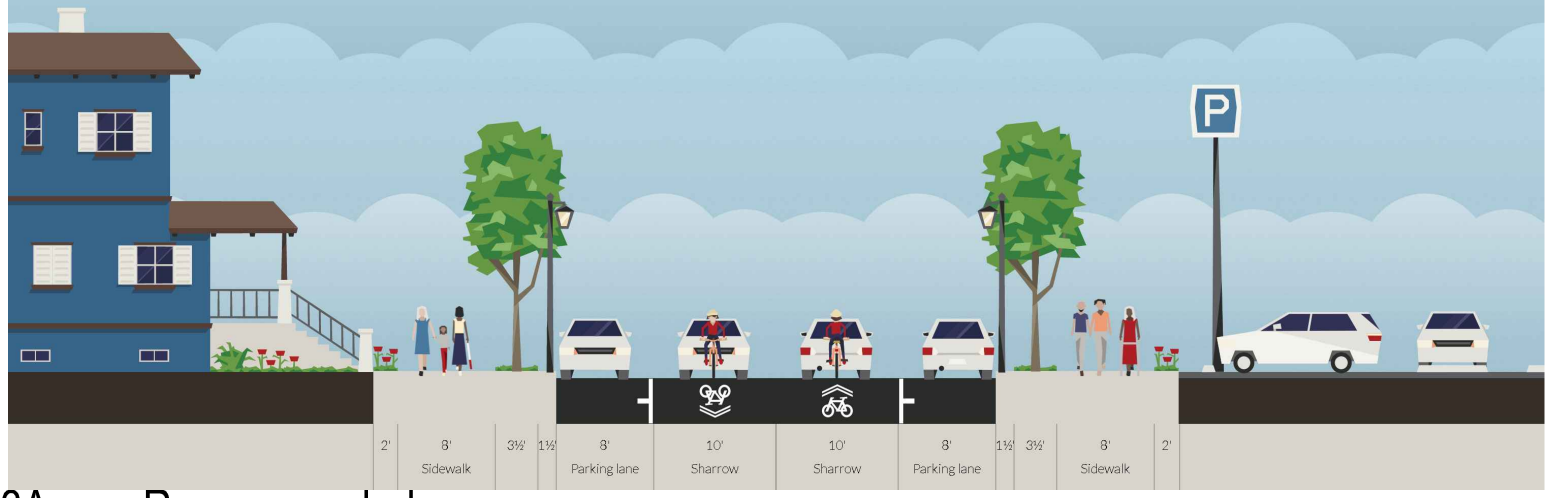 P
2' 8' 3½' 1½' 8' 10' 10' 8' 1½' 3½' 8' 2'
Sidewalk Parking lane Sharrow Sharrow Parking lane Sidewalk